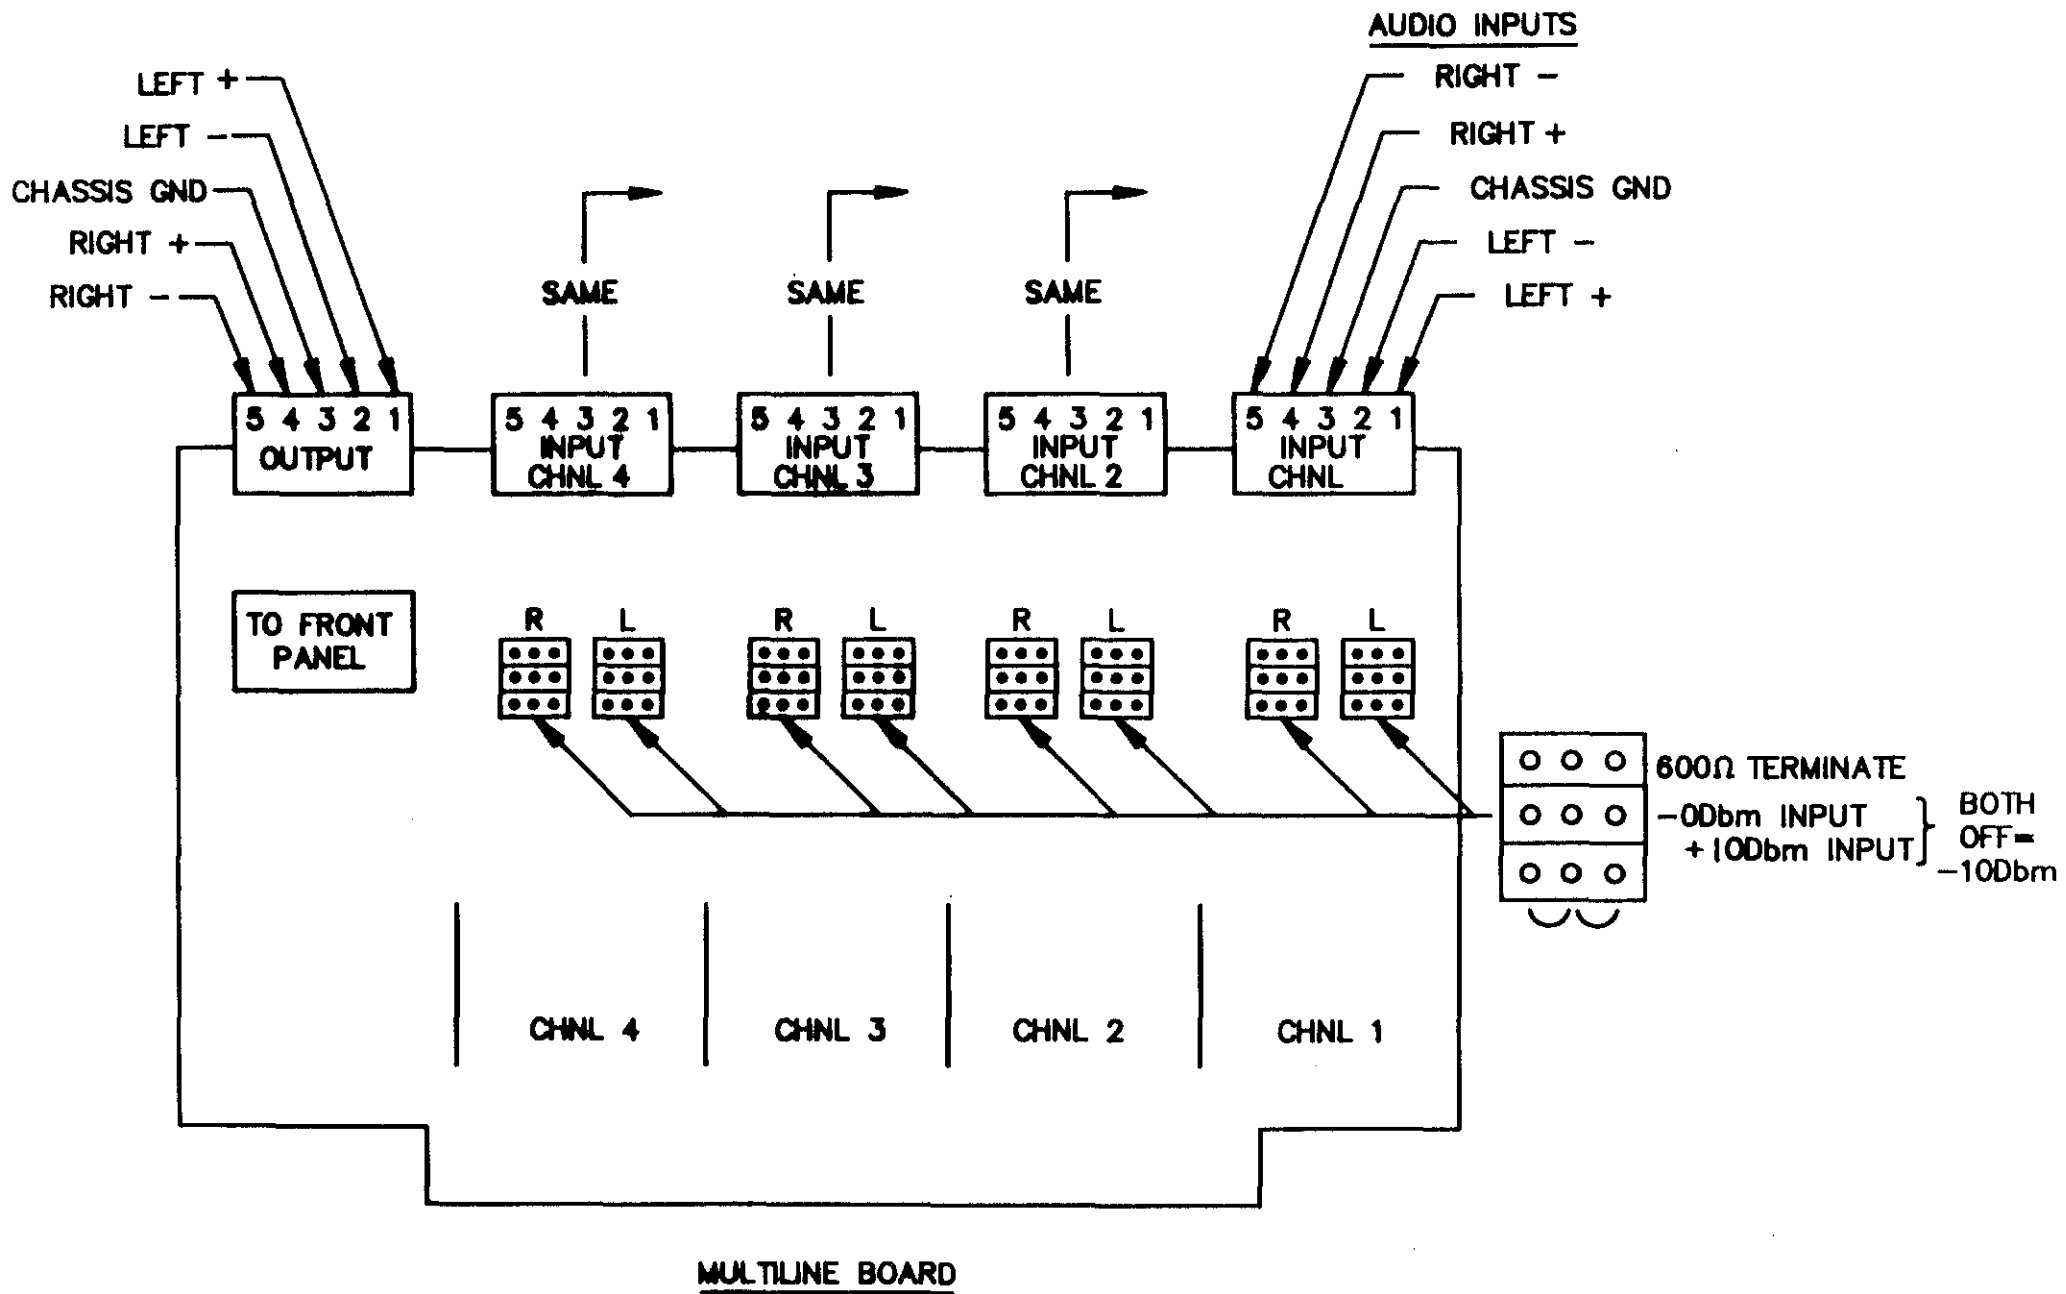 AUDIO INPUTS
LEFT +
LEFT -
CHASSIS GND
RIGHT +
RIGHT -
RIGHT -
RIGHT +
CHASSIS GND
LEFT -
LEFT +
SAME
SAME
SAME
5 4 3 2 1
OUTPUT
5 4 3 2 1
INPUT
CHNL 4
5 4 3 2 1
INPUT
CHNL 3
5 4 3 2 1
INPUT
CHNL 2
5 4 3 2 1
INPUT
CHNL
TO FRONT
PANEL
R L
R L
R L
R L
600Ω TERMINATE
-0Dbm INPUT
+10Dbm INPUT
BOTH
OFF=
-10Dbm
CHNL 4
CHNL 3
CHNL 2
CHNL 1
MULTILINE BOARD